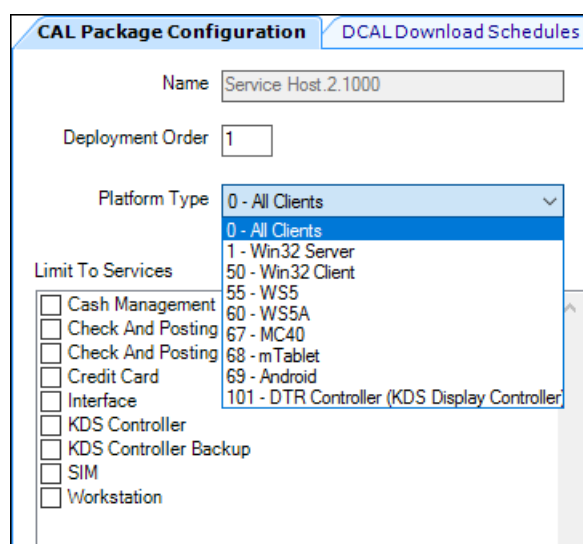 CAL Package Configuration DCAL Download Schedules
Name Service Host.2.1000
Deployment Order 1
Platform Type 0 - All Clients
0 - All Clients
1 - Win32 Server
50 - Win32 Client
55 - WS5
60 - WS5A
67 - MC40
68 - mTablet
69 - Android
101 - DTR Controller (KDS Display Controller)
Limit To Services
Cash Management
Check And Posting
Check And Posting
Credit Card
Interface
KDS Controller
KDS Controller Backup
SIM
Workstation